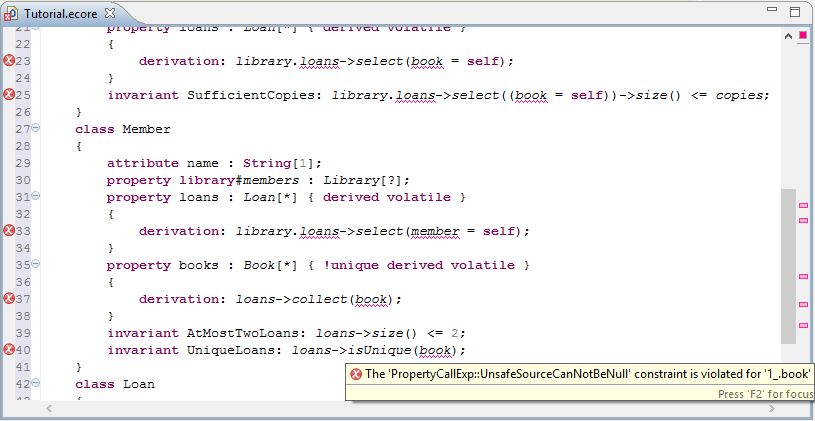 Tutorial.ecore
21 property loans : Loan[*] { derived volatile }
22 {
23 derivation: library.loans->select(book = self);
24 }
25 invariant SufficientCopies: library.loans->select((book = self))->size() <= copies;
26 }
27 class Member
28 {
29 attribute name : String[1];
30 property library#members : Library[?];
31 property loans : Loan[*] { derived volatile }
32 {
33 derivation: library.loans->select(member = self);
34 }
35 property books : Book[*] { !unique derived volatile }
36 {
37 derivation: loans->collect(book);
38 }
39 invariant AtMostTwoLoans: loans->size() <= 2;
40 invariant UniqueLoans: loans->isUnique(book);
41 }
The 'PropertyCallExp::UnsafeSourceCanNotBeNull' constraint is violated for '1_.book'
42 class Loan
Press 'F2' for focus
43 {